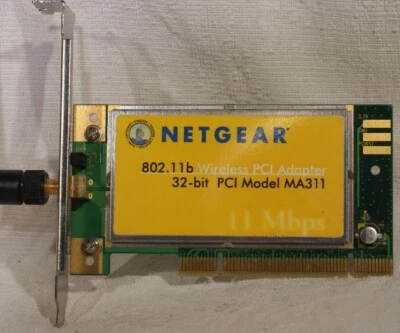 NETGEAR
802.11b Wireless PCI Adapter
32-bit PCI Model MA311
11 Mbps